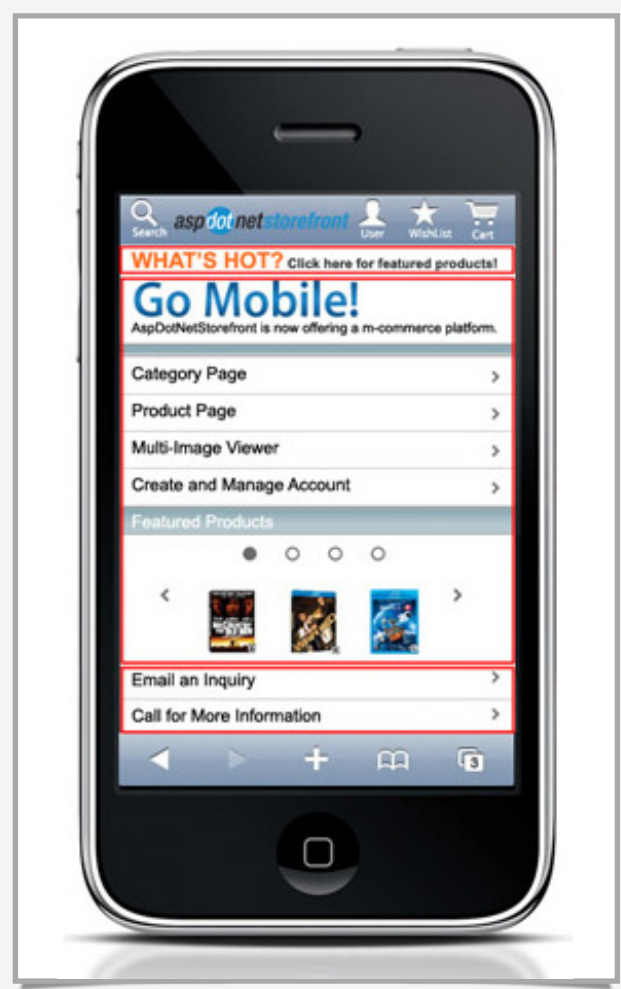 Search aspdotnetstorefront User WishList Cart
WHAT'S HOT? Click here for featured products!
Go Mobile!
AspDotNetStorefront is now offering a m-commerce platform.
Category Page
Product Page
Multi-Image Viewer
Create and Manage Account
Featured Products
Email an Inquiry
Call for More Information
3